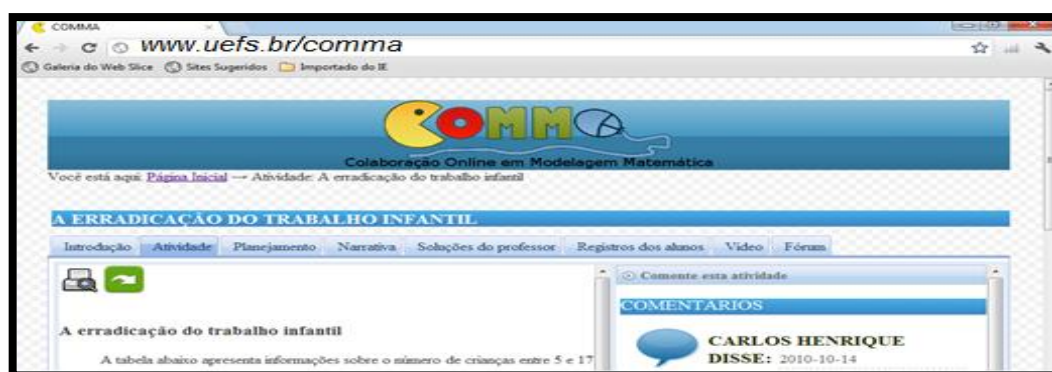 COMMA
www.uefs.br/comma
Galeria do Web Slice Sites Sugeridos Importado do IE
COMMA
Colaboração Online em Modelagem Matemática
Você está aqui: Página Inicial → Atividade: A erradicação do trabalho infantil
A ERRADICAÇÃO DO TRABALHO INFANTIL
Introdução Atividade Planejamento Narrativa Soluções do professor Registros dos alunos Video Fórum
Comente esta atividade
COMENTARIOS
A erradicação do trabalho infantil
CARLOS HENRIQUE
A tabela abaixo apresenta informações sobre o número de crianças entre 5 e 17
DISSE: 2010-10-14